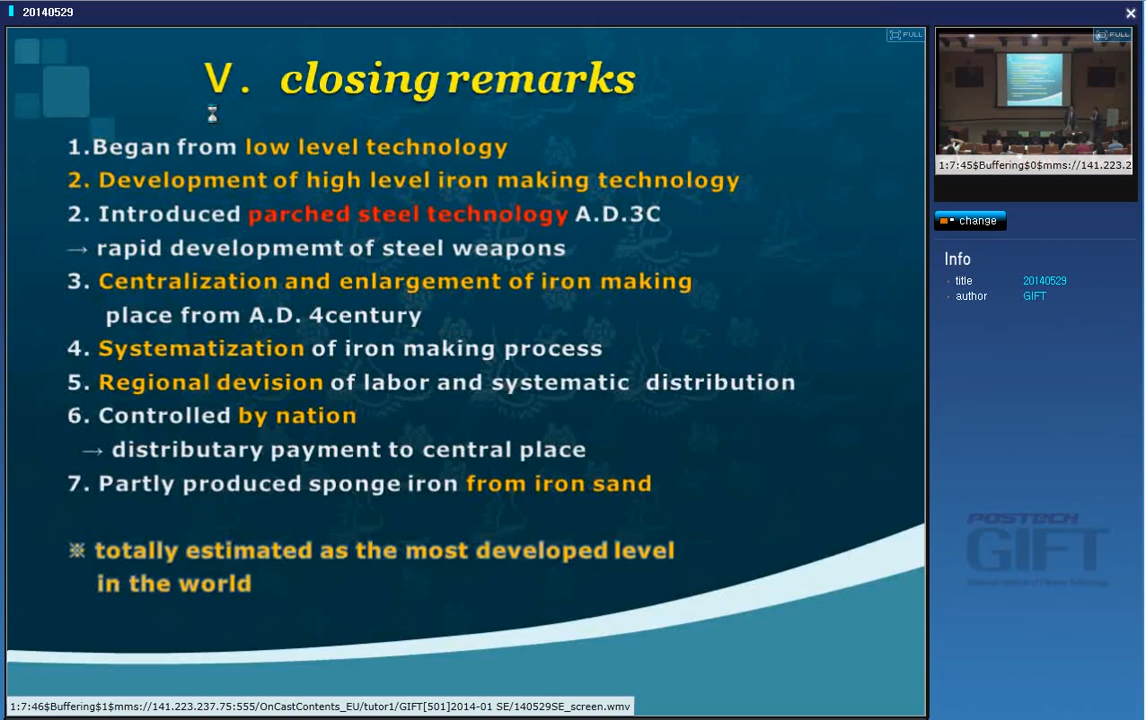 20140529
FULL
FULL
V. closing remarks
1.Began from low level technology
2. Development of high level iron making technology
2. Introduced parched steel technology A.D.3C
→ rapid developmemt of steel weapons
3. Centralization and enlargement of iron making
place from A.D. 4century
4. Systematization of iron making process
5. Regional devision of labor and systematic distribution
6. Controlled by nation
→ distributary payment to central place
7. Partly produced sponge iron from iron sand
※ totally estimated as the most developed level
in the world
1:7:46$Buffering$1$mms://141.223.237.75:555/OnCastContents_EU/tutor1/GIFT[501]2014-01 SE/140529SE_screen.wmv
1:7:45$Buffering$0$mms://141.223.2
change
Info
title 20140529
author GIFT
POSTECH
GIFT